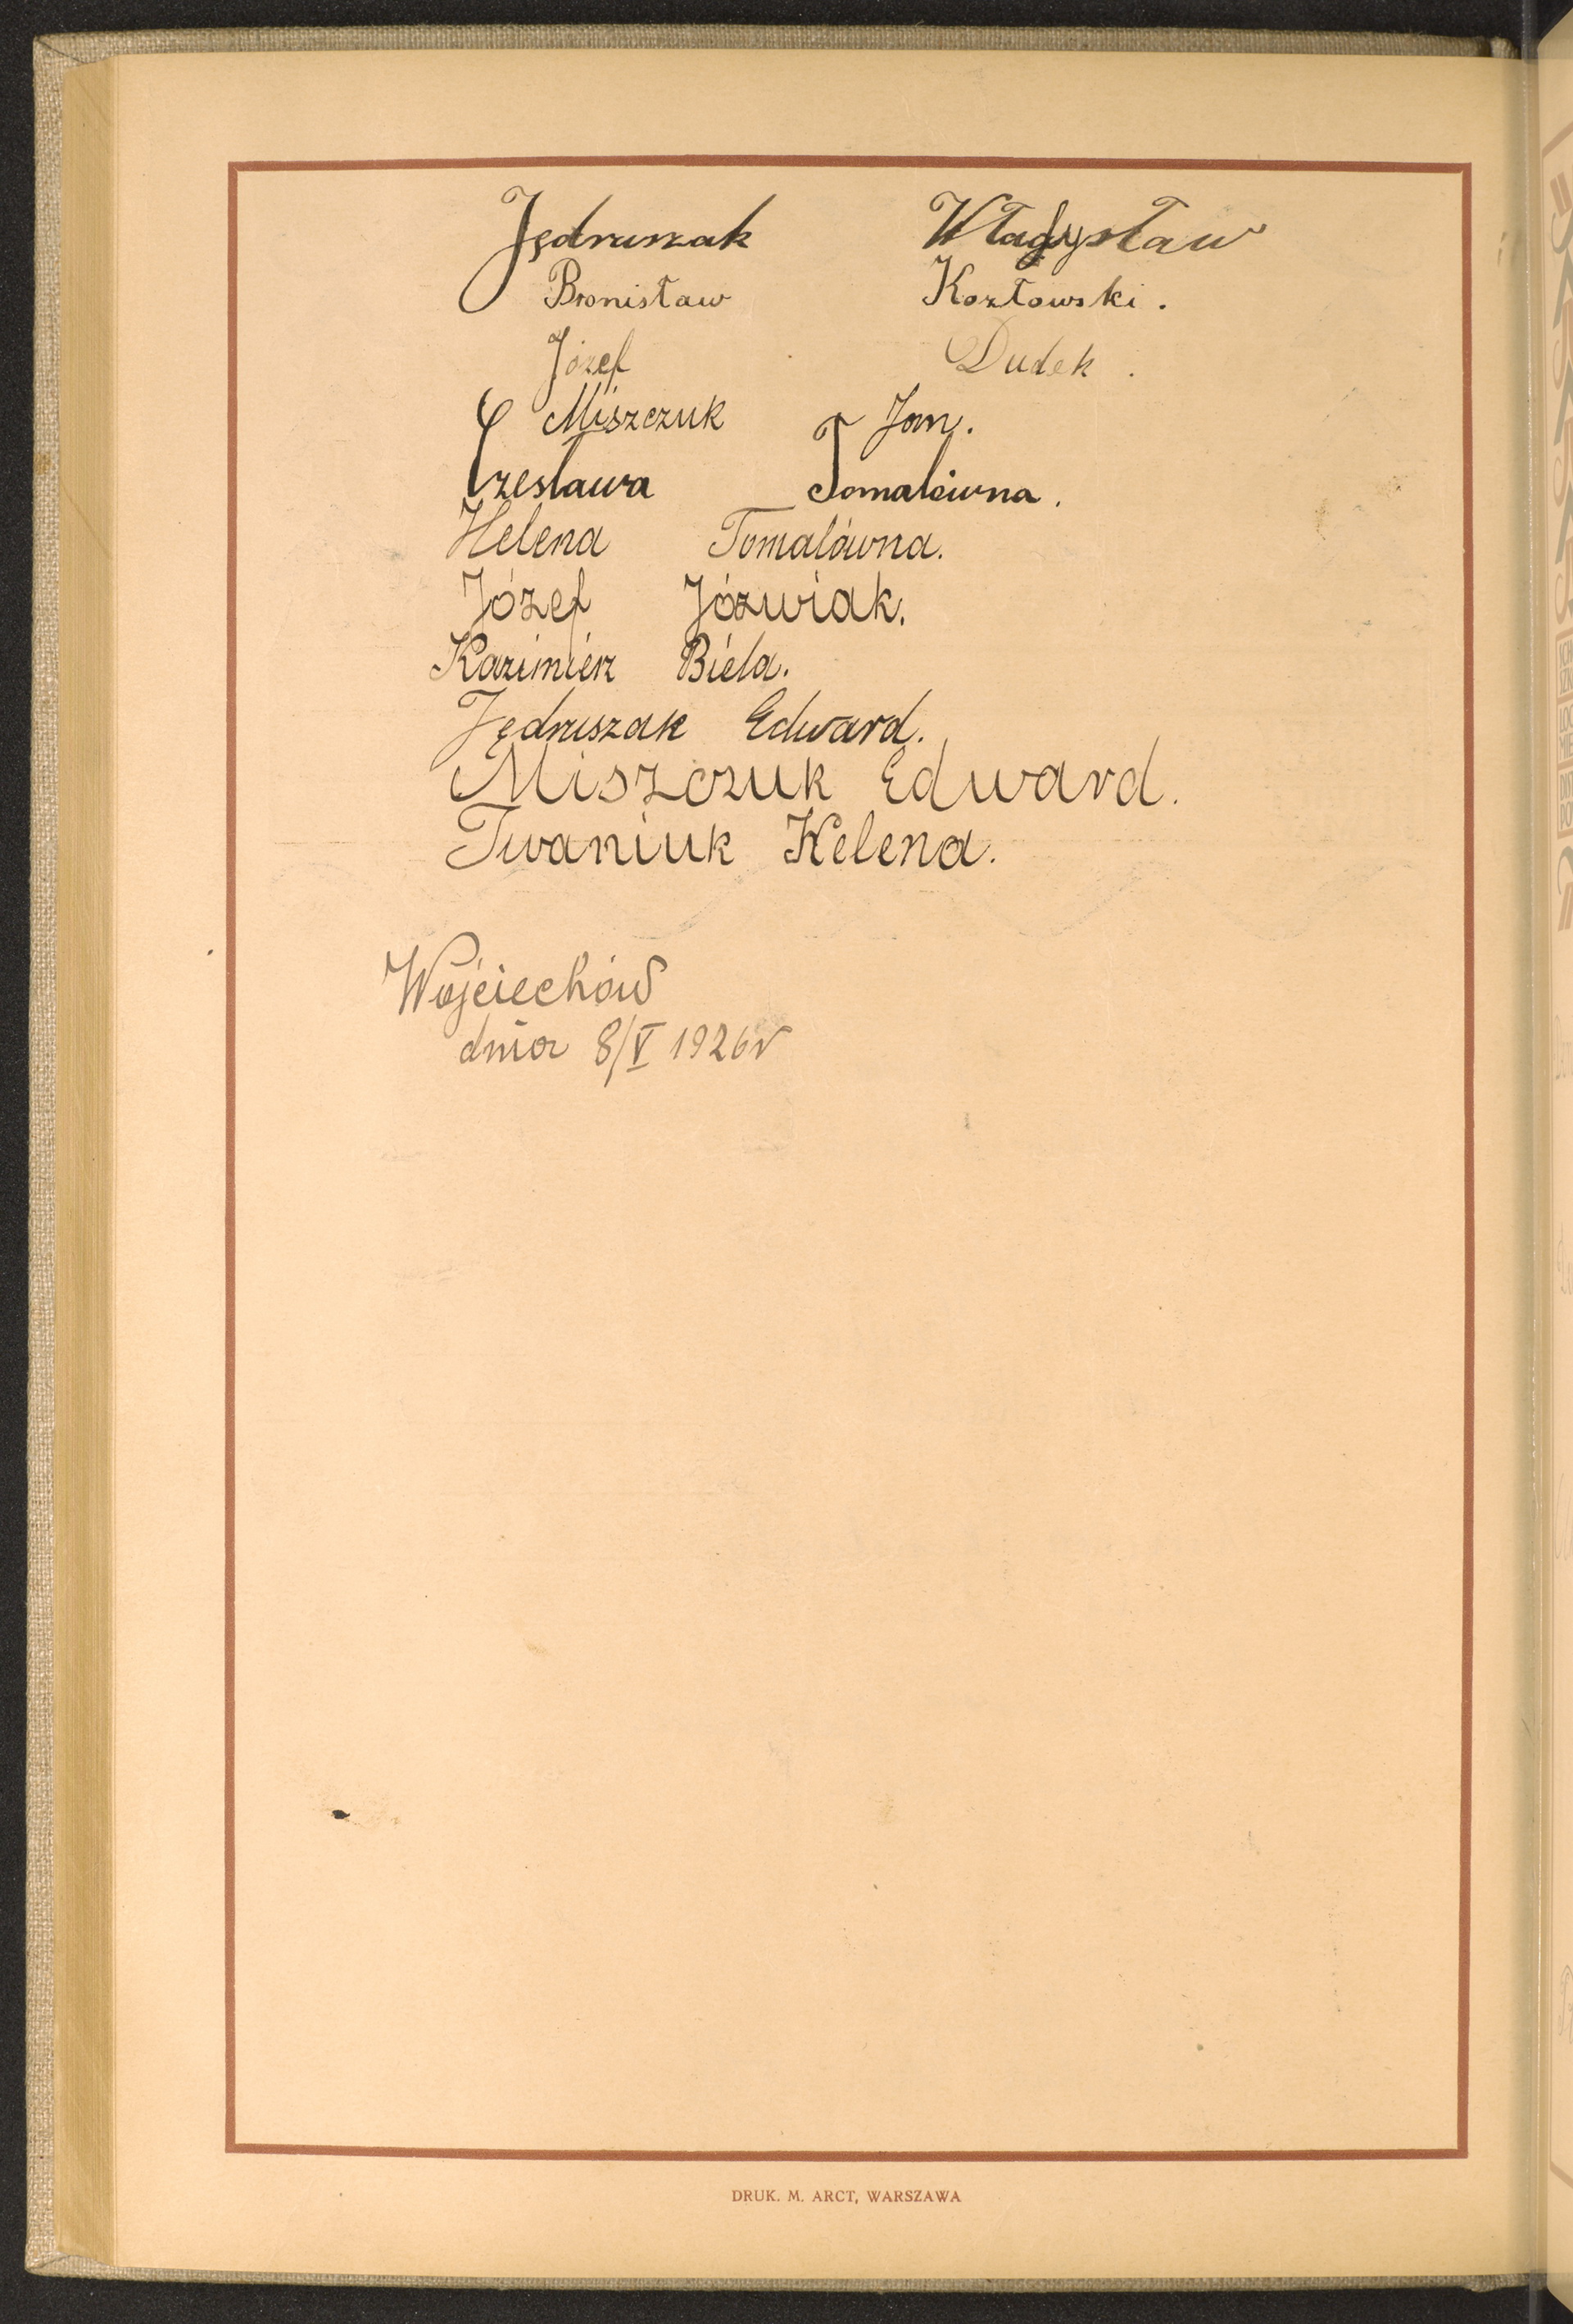 Jędruszak Władysław
Bronisław Kozłowski.
Józef Dudek.
Miszczuk Jan.
Czesława Tomalówna.
Helena Tomalówna.
Józef Józwiak.
Kazimierz Biela.
Jędruszak Edward.
Miszczuk Edward.
Iwaniuk Helena.
Wojciechów
dnia 8/V 1926r
DRUK. M. ARCT, WARSZAWA